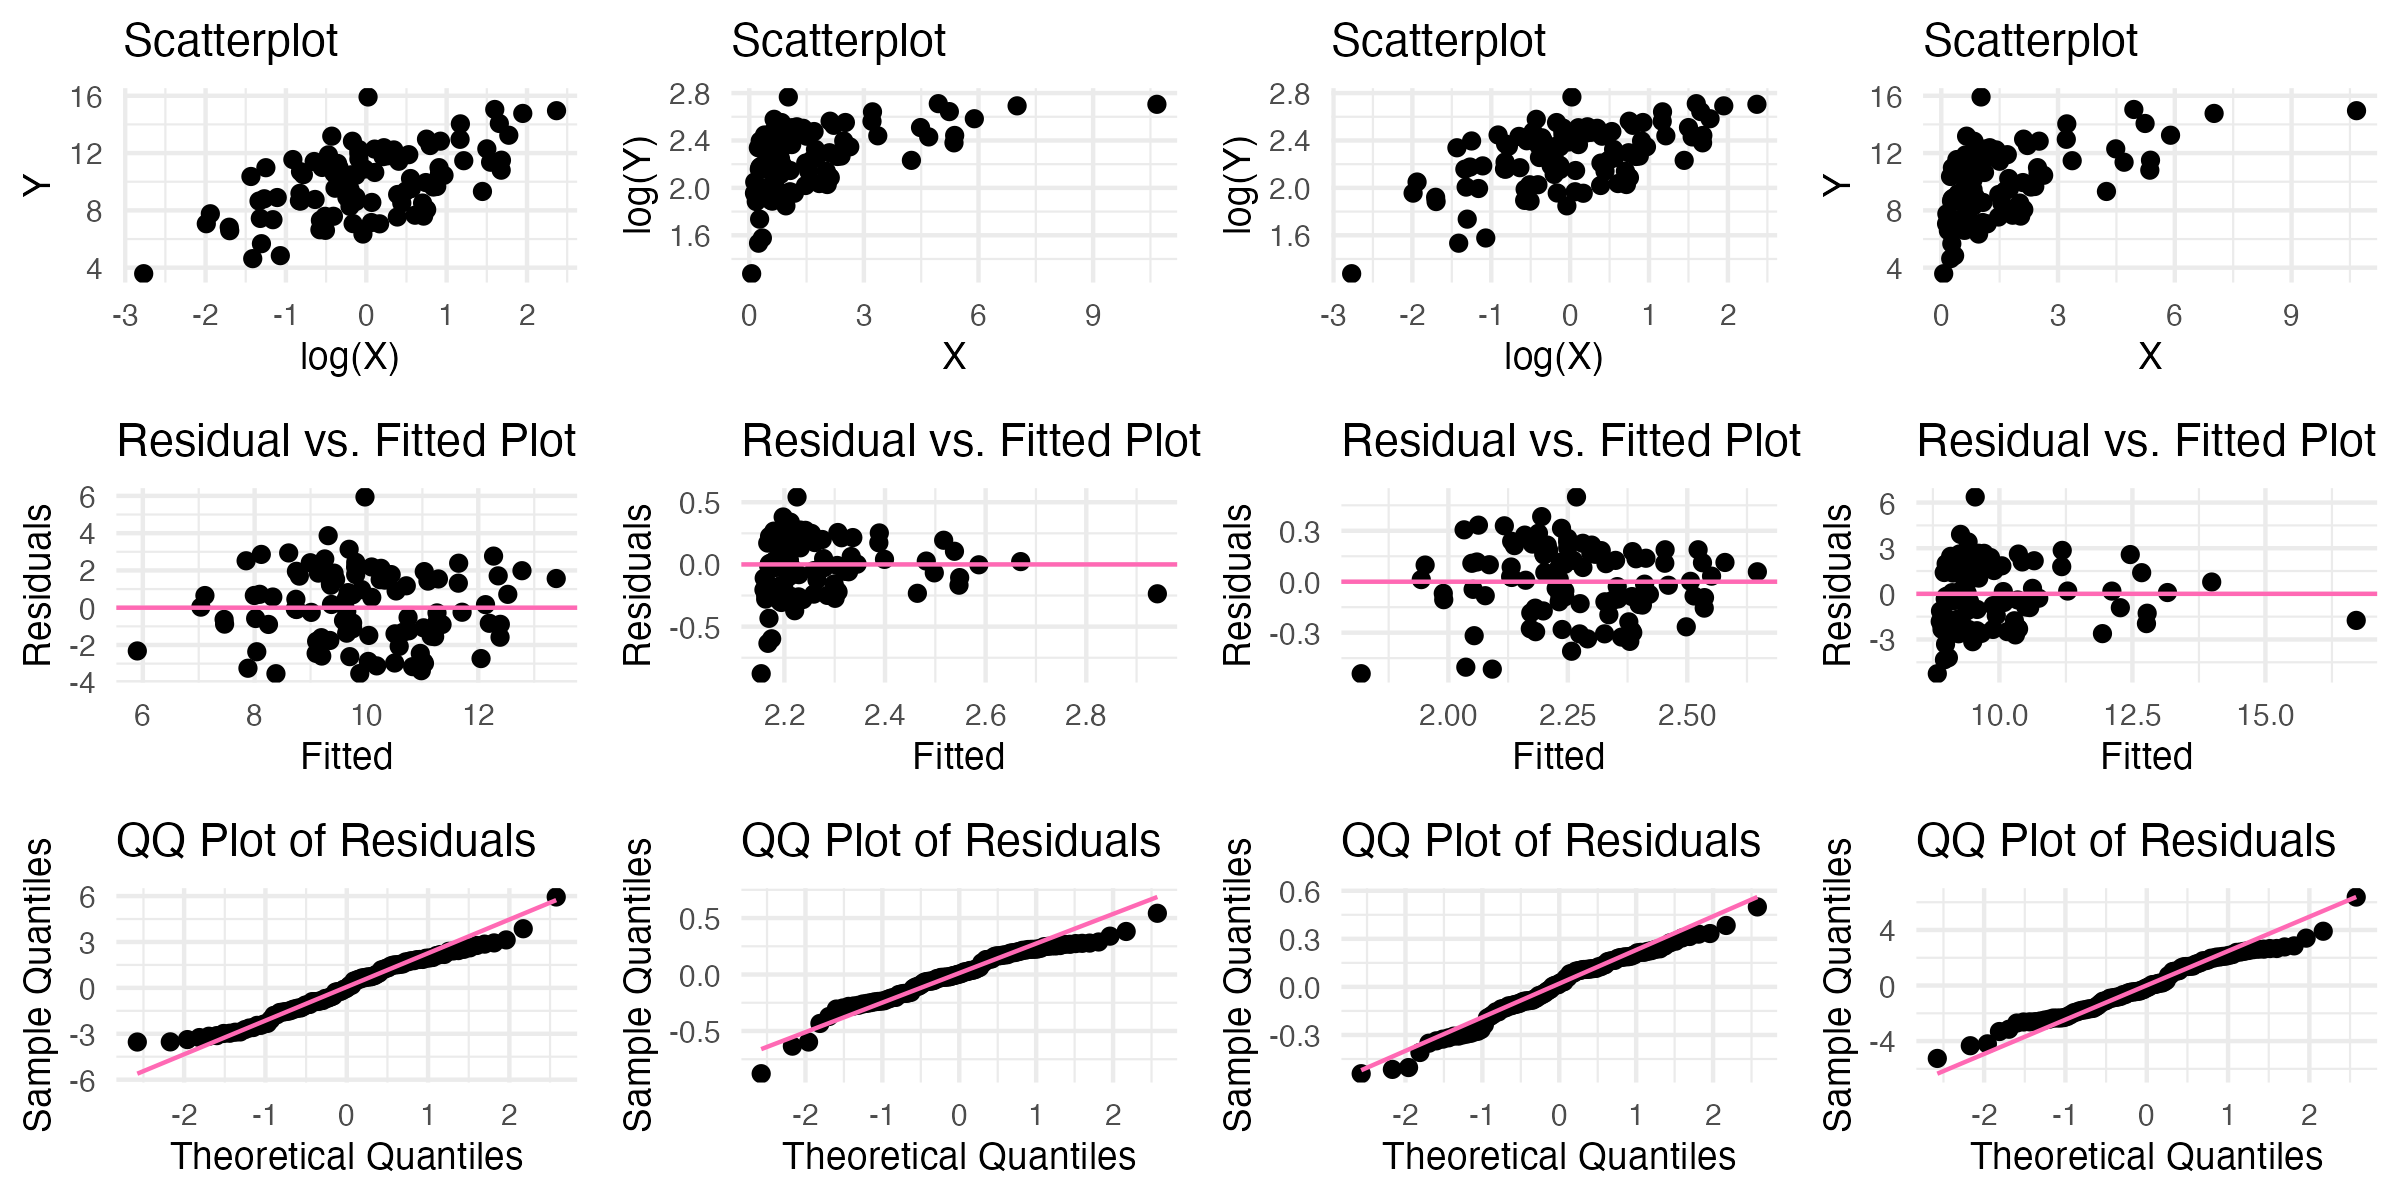 Scatterplot
16
12
8
4
Y
-3 -2 -1 0 1 2
log(X)
Scatterplot
2.8
2.4
2.0
1.6
log(Y)
0 3 6 9
X
Scatterplot
2.8
2.4
2.0
1.6
log(Y)
-3 -2 -1 0 1 2
log(X)
Scatterplot
16
12
8
4
Y
0 3 6 9
X
Residual vs. Fitted Plot
6
4
2
0
-2
-4
Residuals
6 8 10 12
Fitted
Residual vs. Fitted Plot
0.5
0.0
-0.5
Residuals
2.2 2.4 2.6 2.8
Fitted
Residual vs. Fitted Plot
0.3
0.0
-0.3
Residuals
2.00 2.25 2.50
Fitted
Residual vs. Fitted Plot
6
3
0
-3
Residuals
10.0 12.5 15.0
Fitted
QQ Plot of Residuals
6
3
0
-3
-6
Sample Quantiles
-2 -1 0 1 2
Theoretical Quantiles
QQ Plot of Residuals
0.5
0.0
-0.5
Sample Quantiles
-2 -1 0 1 2
Theoretical Quantiles
QQ Plot of Residuals
0.6
0.3
0.0
-0.3
Sample Quantiles
-2 -1 0 1 2
Theoretical Quantiles
QQ Plot of Residuals
4
0
-4
Sample Quantiles
-2 -1 0 1 2
Theoretical Quantiles